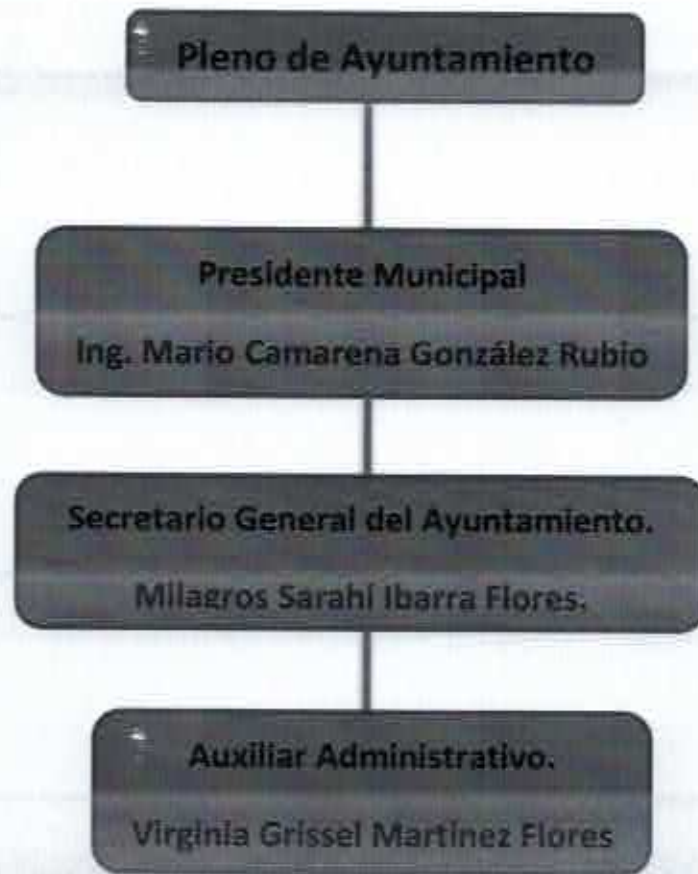 Pleno de Ayuntamiento
Presidente Municipal
Ing. Mario Camarena González Rubio
Secretario General del Ayuntamiento.
Milagros Sarahí Ibarra Flores.
Auxiliar Administrativo.
Virginia Grissel Martínez Flores